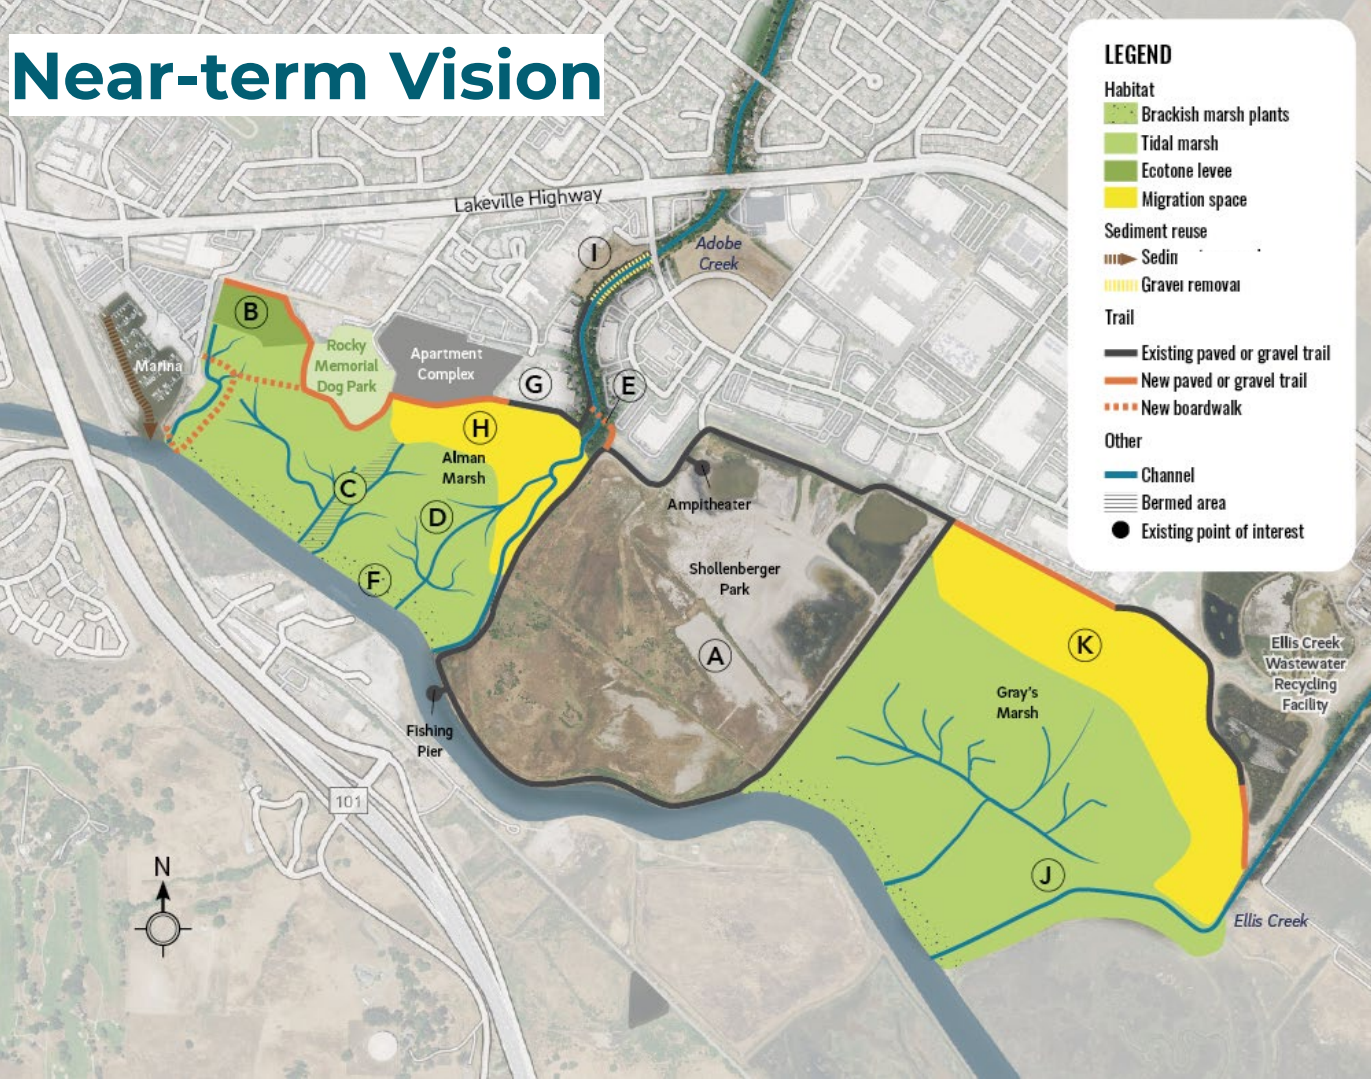 Near-term Vision
LEGEND
Habitat
Brackish marsh plants
Tidal marsh
Ecotone levee
Migration space
Sediment reuse
Gravel removal
Trail
Existing paved or gravel trail
New paved or gravel trail
New boardwalk
Other
Channel
Bermed area
Existing point of interest
Lakeville Highway
I
Adobe
Creek
B
Marina
Rocky
Memorial
Dog Park
Apartment
Complex
G
E
H
Alman
Marsh
C
D
F
Ampitheater
Shollenberger
Park
A
K
Gray's
Marsh
Ellis Creek
Wastewater
Recycling
Facility
Fishing
Pier
101
N
J
Ellis Creek